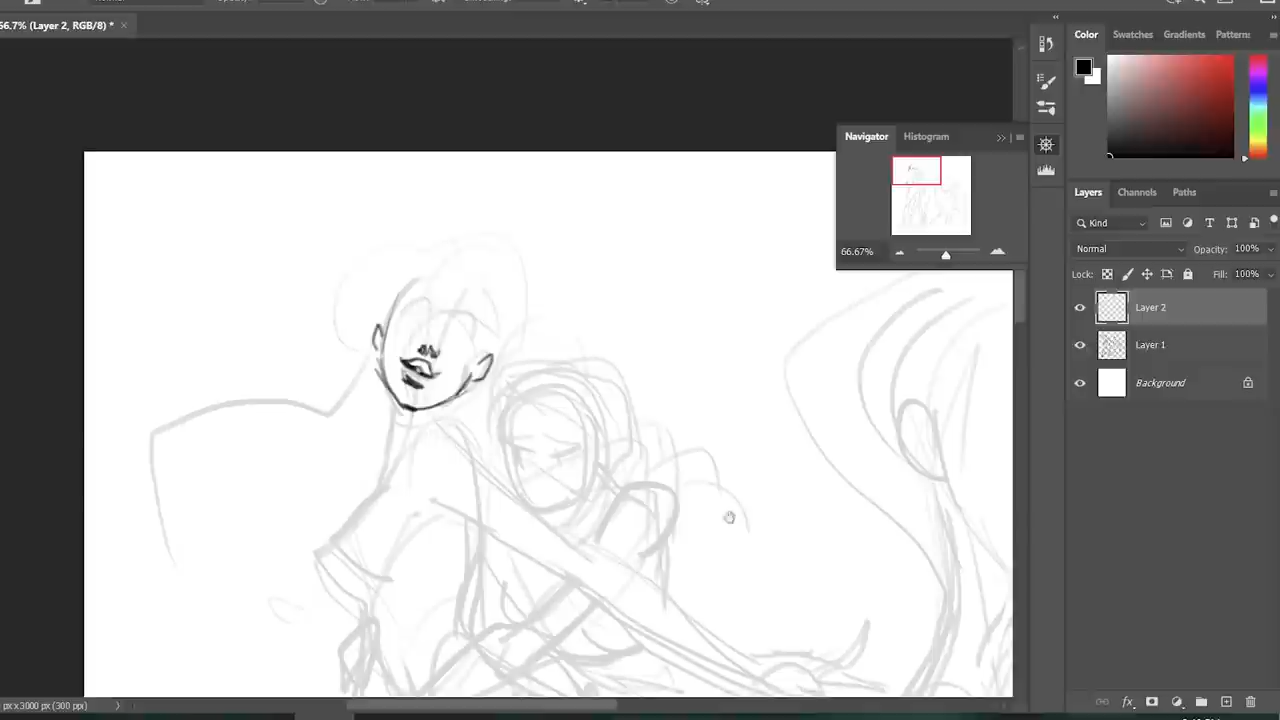 66.7% (Layer 2, RGB/8) * ×
Color Swatches Gradients Patterns
Navigator Histogram
66.67%
Layers Channels Paths
Kind
Normal Opacity: 100%
Lock: Fill: 100%
Layer 2
Layer 1
Background
px x 3000 px (300 ppi)